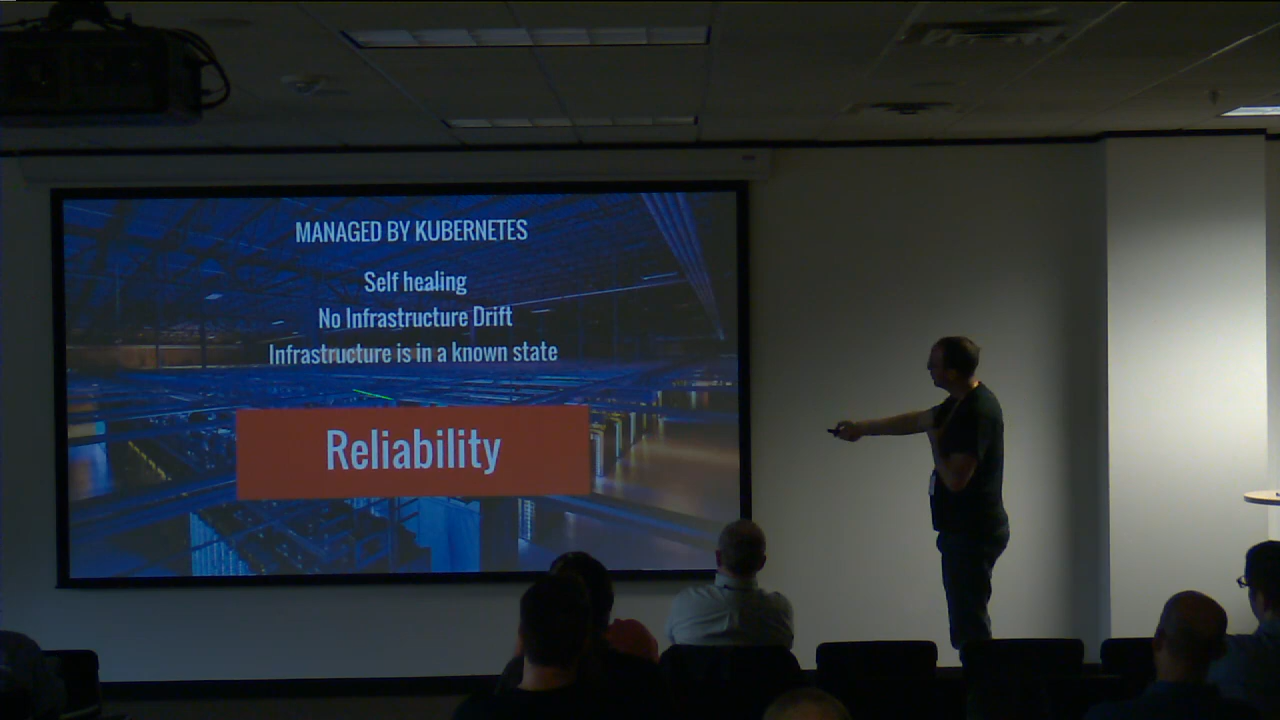 MANAGED BY KUBERNETES
Self healing
No Infrastructure Drift
Infrastructure is in a known state
Reliability